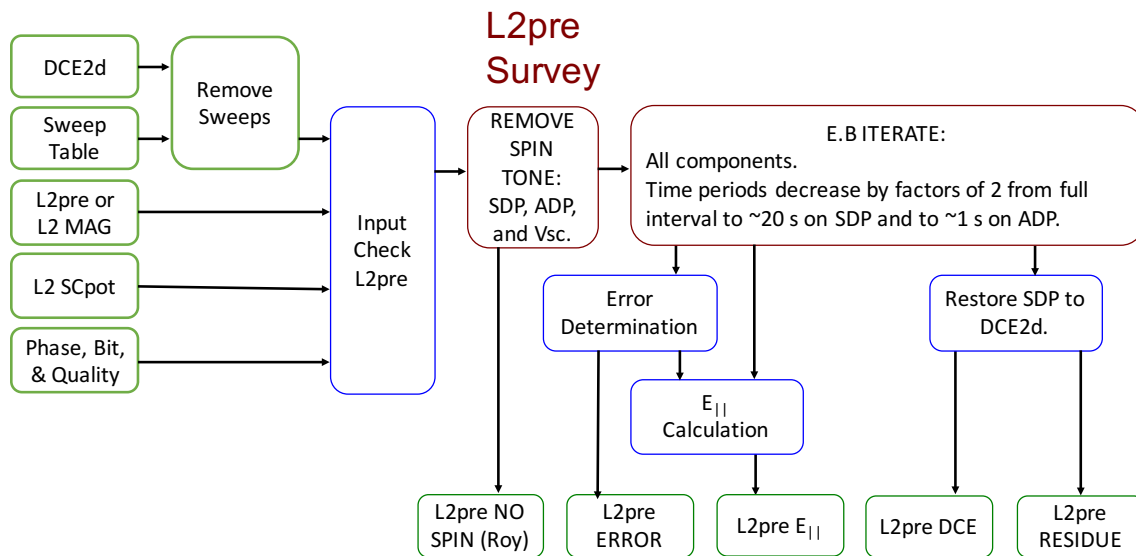 L2pre
Survey
DCE2d
Sweep
Table
Remove
Sweeps
L2pre or
L2 MAG
L2 SCpot
Phase, Bit,
& Quality
Input
Check
L2pre
REMOVE
SPIN
TONE:
SDP, ADP,
and Vsc.
E.B ITERATE:
All components.
Time periods decrease by factors of 2 from full
interval to ~20 s on SDP and to ~1 s on ADP.
Error
Determination
Restore SDP to
DCE2d.
E||
Calculation
L2pre NO
SPIN (Roy)
L2pre
ERROR
L2pre E||
L2pre DCE
L2pre
RESIDUE